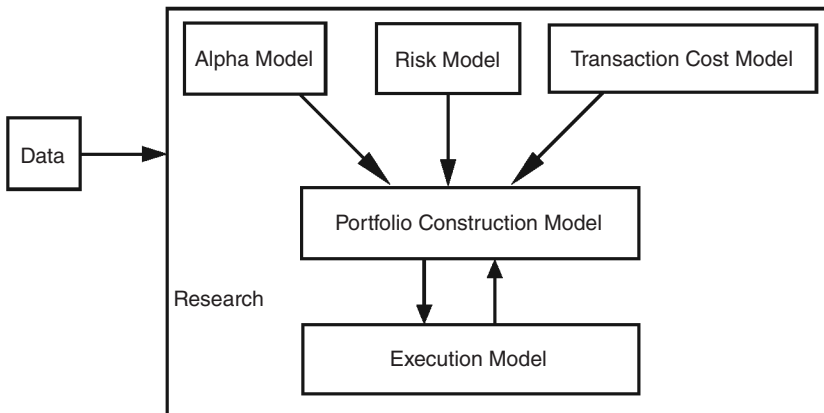 Alpha Model
Risk Model
Transaction Cost Model
Data
Portfolio Construction Model
Research
Execution Model